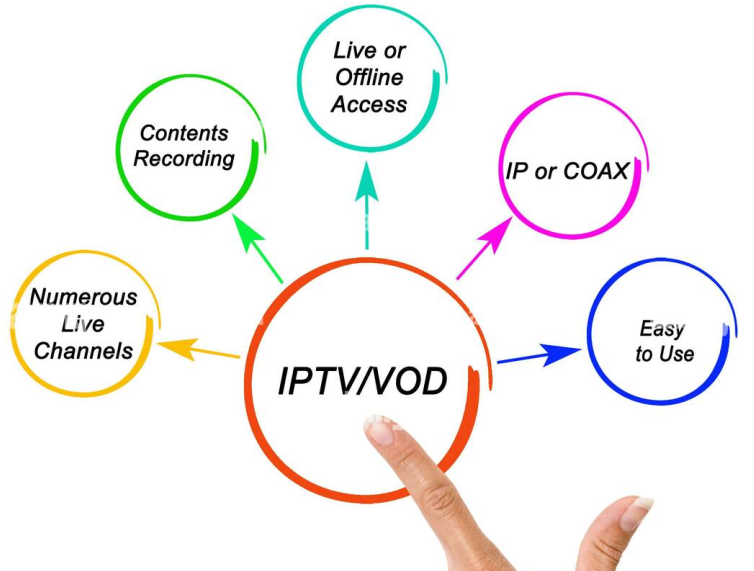 Live or
Offline
Access
Contents
Recording
IP or COAX
Numerous
Live
Channels
Easy
to Use
IPTV/VOD